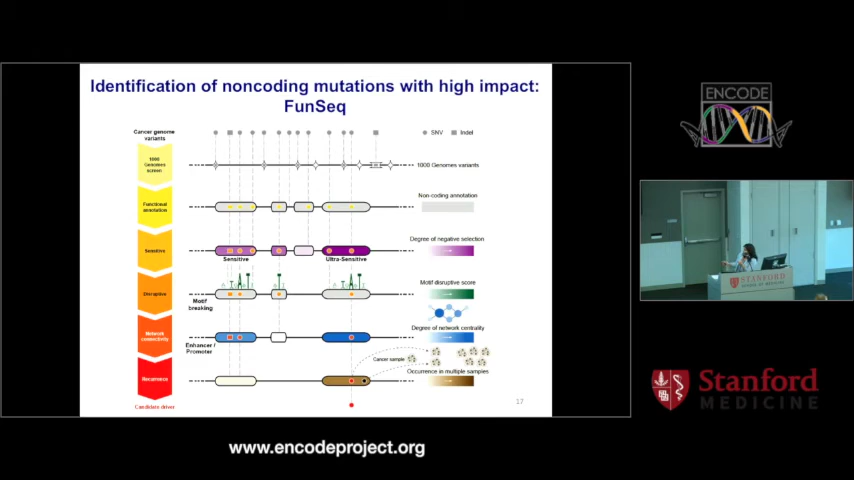 Identification of noncoding mutations with high impact:
FunSeq
Cancer genome
variants
SNV
Indel
1000
Genomes
screen
1000 Genomes variants
Functional
annotation
Non-coding annotation
Sensitive
Degree of negative selection
Sensitive
Ultra-Sensitive
Disruptive
Motif disruptive score
Motif
breaking
Network
connectivity
Degree of network centrality
Enhancer /
Promoter
Cancer sample
Recurrence
Occurrence in multiple samples
Candidate driver
17
ENCODE
STANFORD
Stanford
MEDICINE
www.encodeproject.org